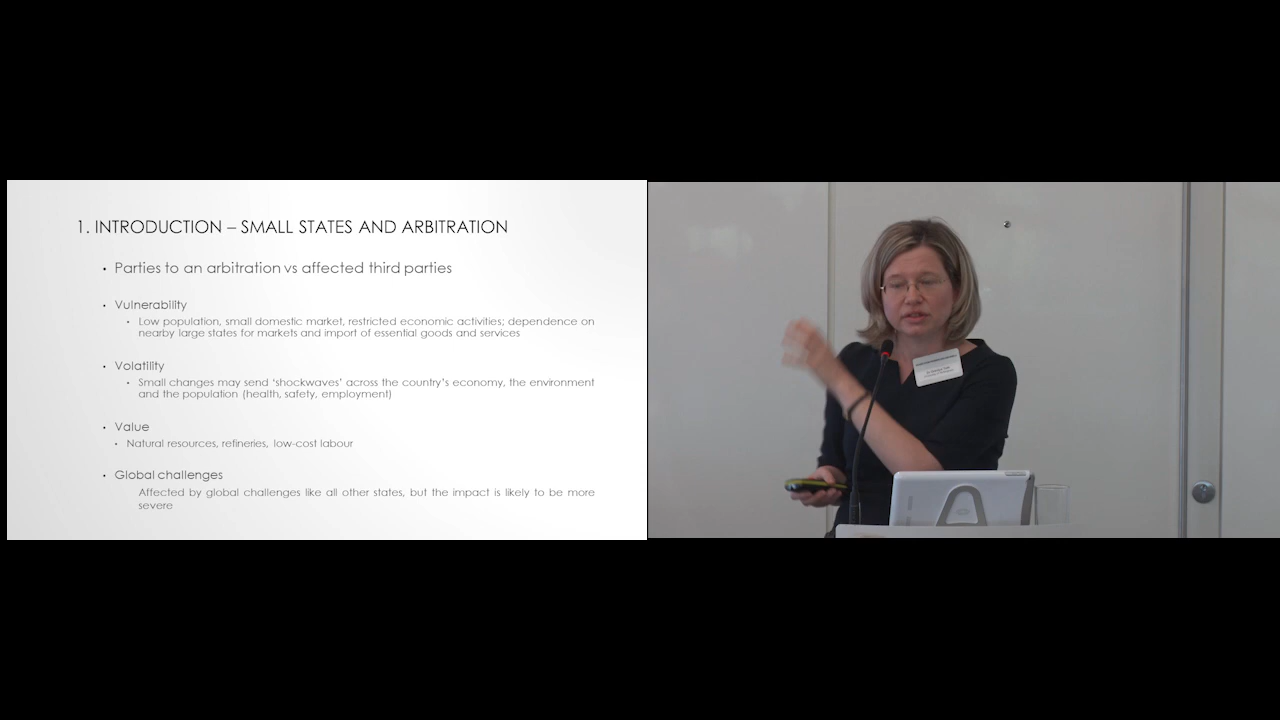 1. INTRODUCTION – SMALL STATES AND ARBITRATION
• Parties to an arbitration vs affected third parties
• Vulnerability
• Low population, small domestic market, restricted economic activities; dependence on
nearby large states for markets and import of essential goods and services
• Volatility
• Small changes may send ‘shockwaves’ across the country’s economy, the environment
and the population (health, safety, employment)
• Value
• Natural resources, refineries, low-cost labour
• Global challenges
Affected by global challenges like all other states, but the impact is likely to be more
severe